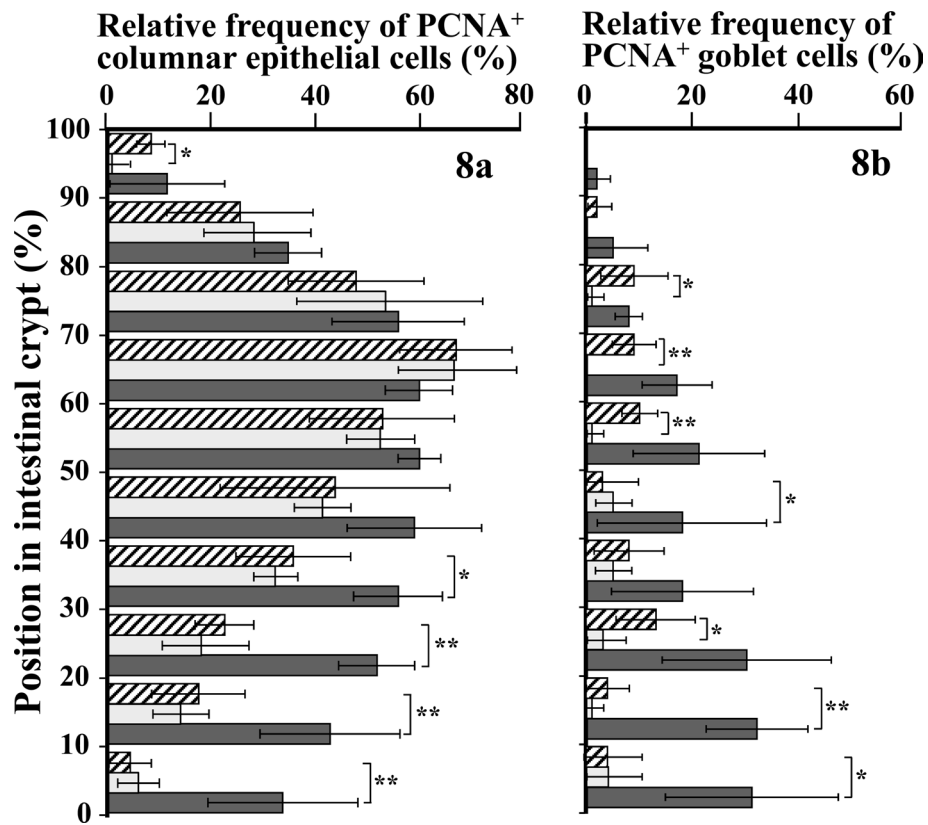 Relative frequency of PCNA⁺
columnar epithelial cells (%)
0 20 40 60 80
Relative frequency of
PCNA⁺ goblet cells (%)
0 20 40 60
Position in intestinal crypt (%)
100
90
80
70
60
50
40
30
20
10
0
8a
*
*
**
**
**
8b
*
**
**
*
*
**
*